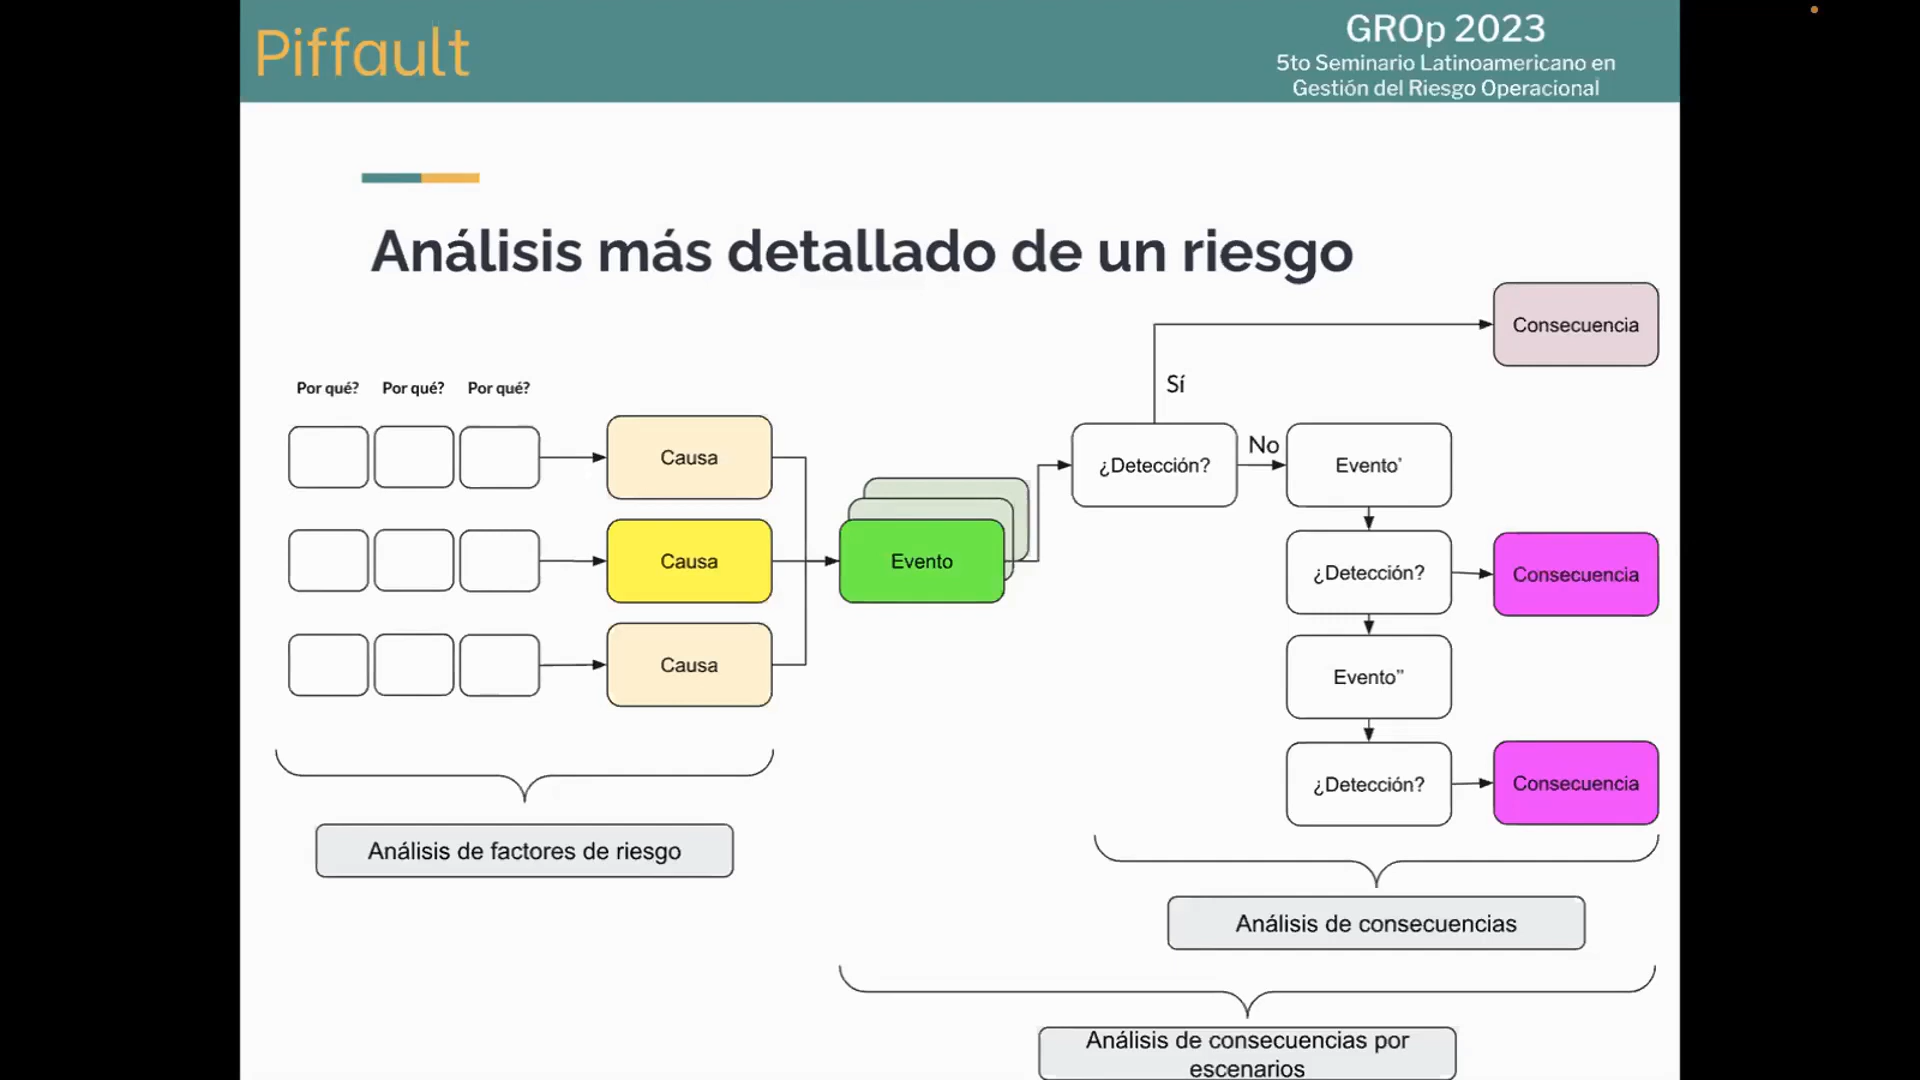 Piffault
GROp 2023
5to Seminario Latinoamericano en
Gestión del Riesgo Operacional
Análisis más detallado de un riesgo
Consecuencia
Sí
Por qué? Por qué? Por qué?
Causa
¿Detección?
No
Evento'
Causa
Evento
¿Detección?
Consecuencia
Causa
Evento”
¿Detección?
Consecuencia
Análisis de factores de riesgo
Análisis de consecuencias
Análisis de consecuencias por
escenarios